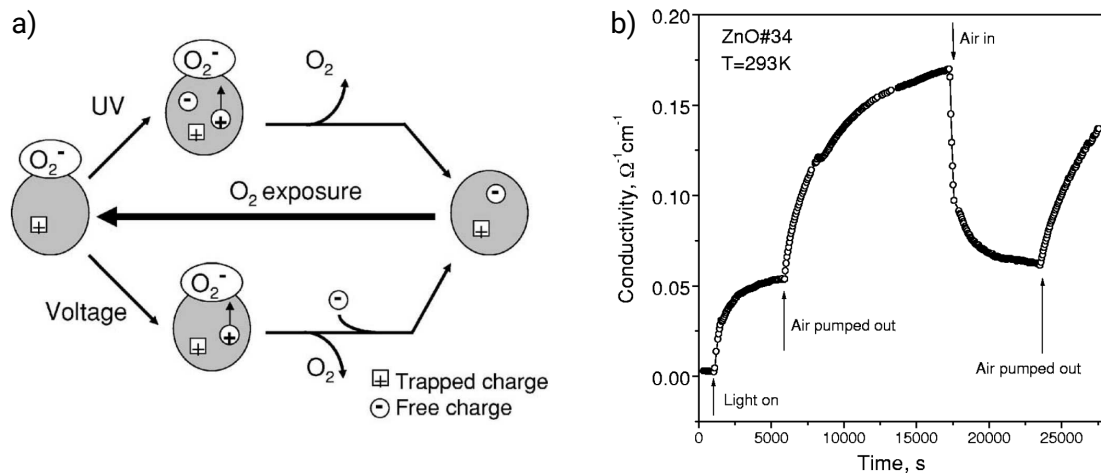 a)
O₂⁻
UV
O₂
O₂⁻
O₂ exposure
Voltage
O₂⁻
O₂
+ Trapped charge
- Free charge
b)
ZnO#34
T=293K
Air in
Air pumped out
Air pumped out
Light on
Conductivity, Ω⁻¹cm⁻¹
0.20
0.15
0.10
0.05
0.00
0 5000 10000 15000 20000 25000
Time, s